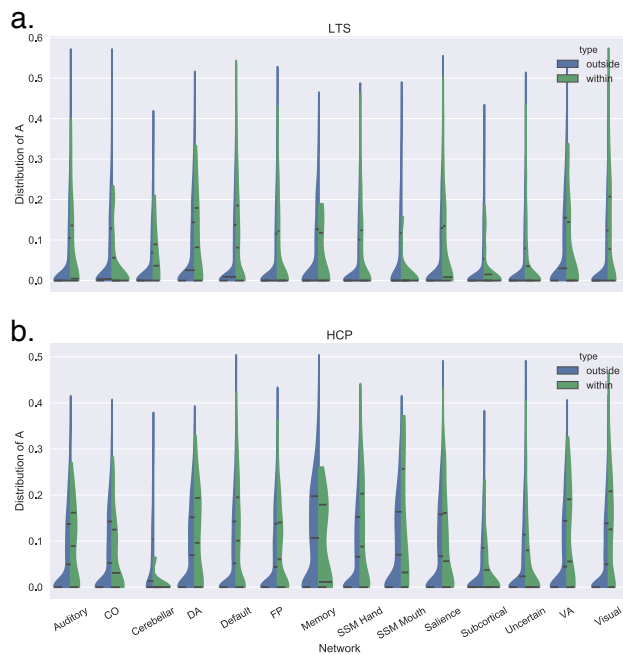 a.
LTS
type
outside
within
Distribution of A
0.6
0.5
0.4
0.3
0.2
0.1
0.0
b.
HCP
type
outside
within
Distribution of A
0.5
0.4
0.3
0.2
0.1
0.0
Auditory CO Cerebellar DA Default FP Memory SSM Hand SSM Mouth Salience Subcortical Uncertain VA Visual
Network